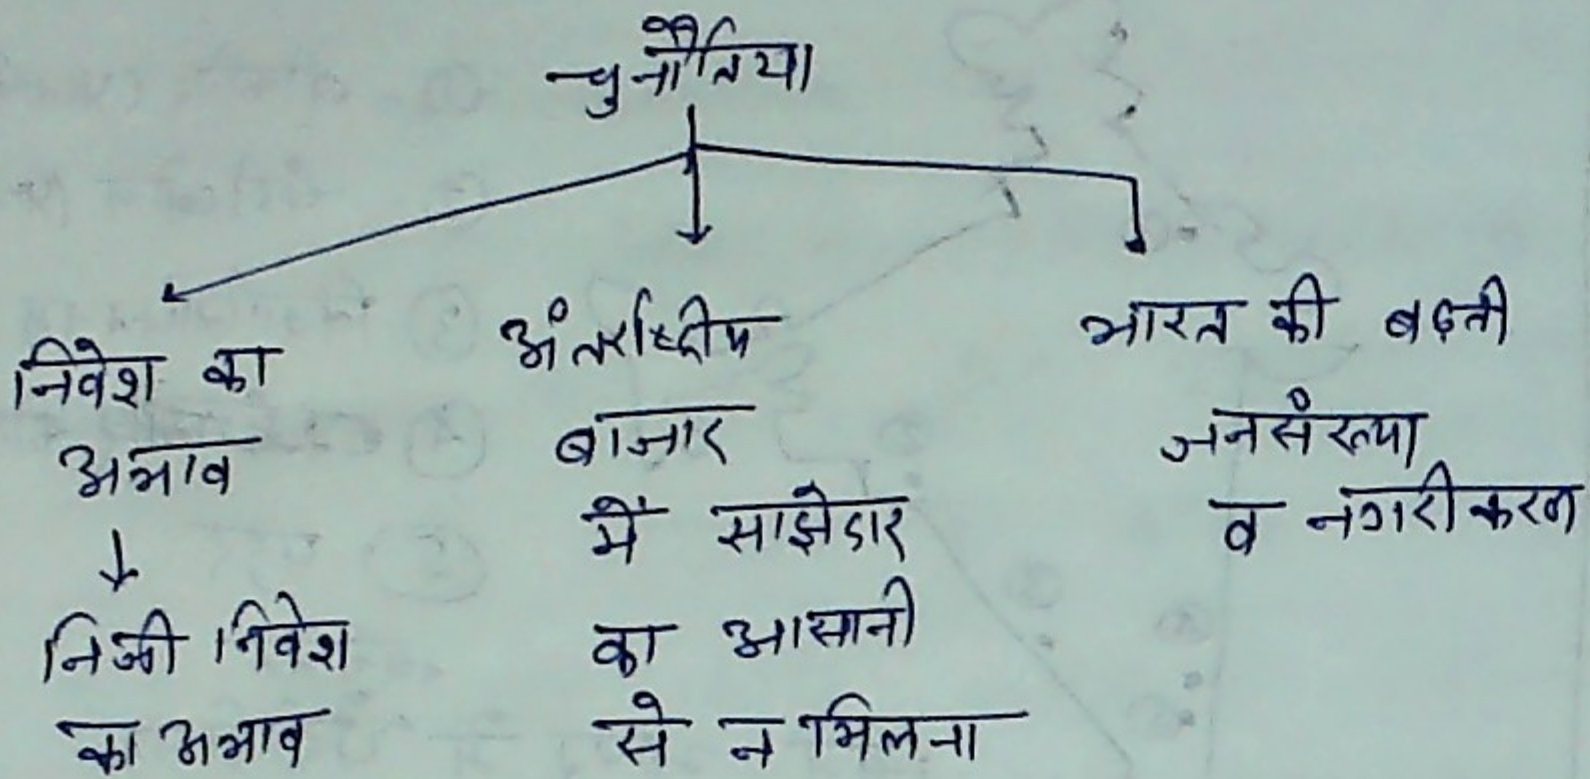 चुनौतिया
निवेश का
अभाव
निजी निवेश
का अभाव
अंतर्राष्ट्रीय
बाजार
में साझेदार
का आसानी
से न मिलना
भारत की बढ़ती
जनसंख्या
व नगरीकरण